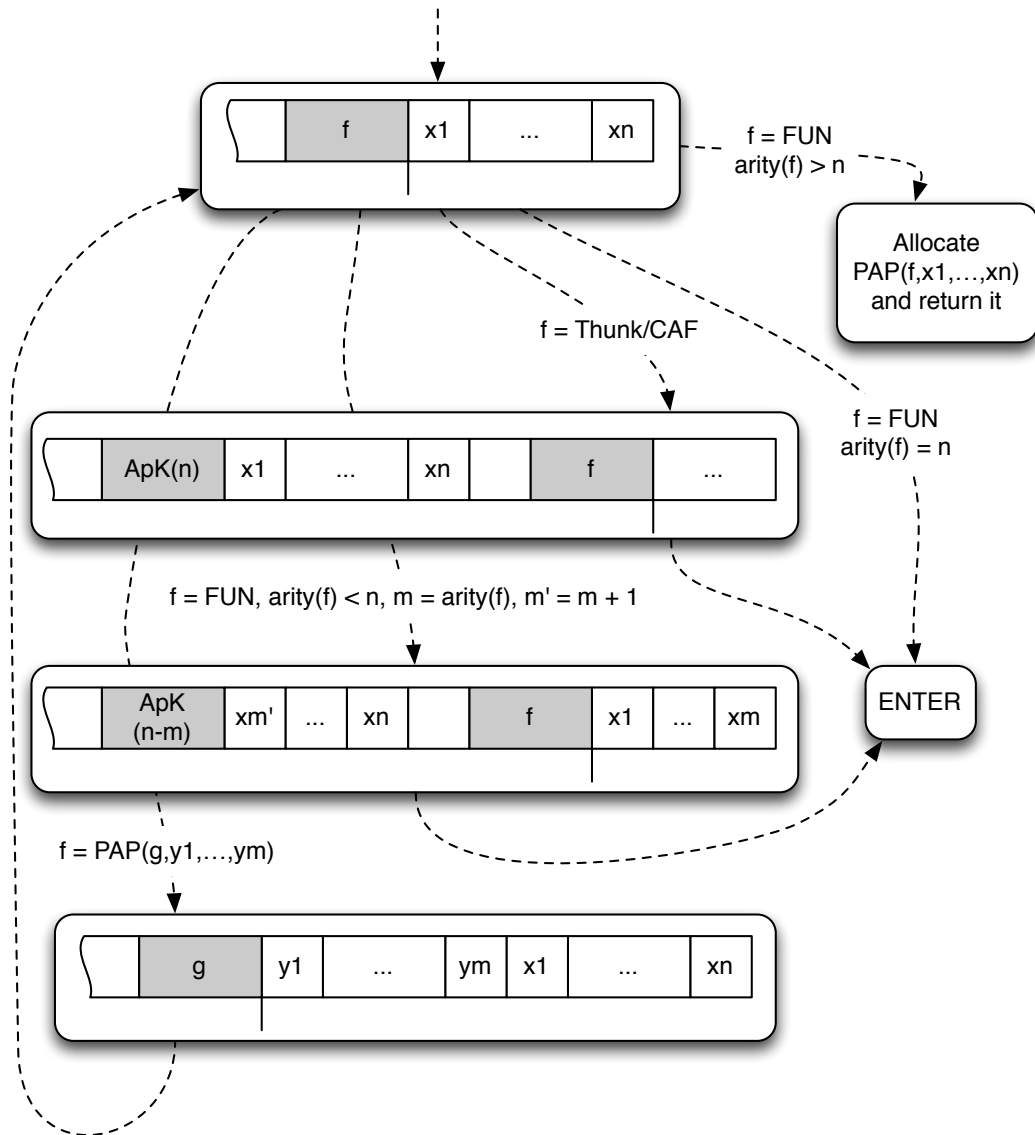 f x1 ... xn
f = FUN
arity(f) > n
Allocate
PAP(f,x1,…,xn)
and return it
f = Thunk/CAF
f = FUN
arity(f) = n
ApK(n) x1 ... xn f ...
f = FUN, arity(f) < n, m = arity(f), m' = m + 1
ApK
(n-m)
xm' ... xn f x1 ... xm
ENTER
f = PAP(g,y1,…,ym)
g y1 ... ym x1 ... xn